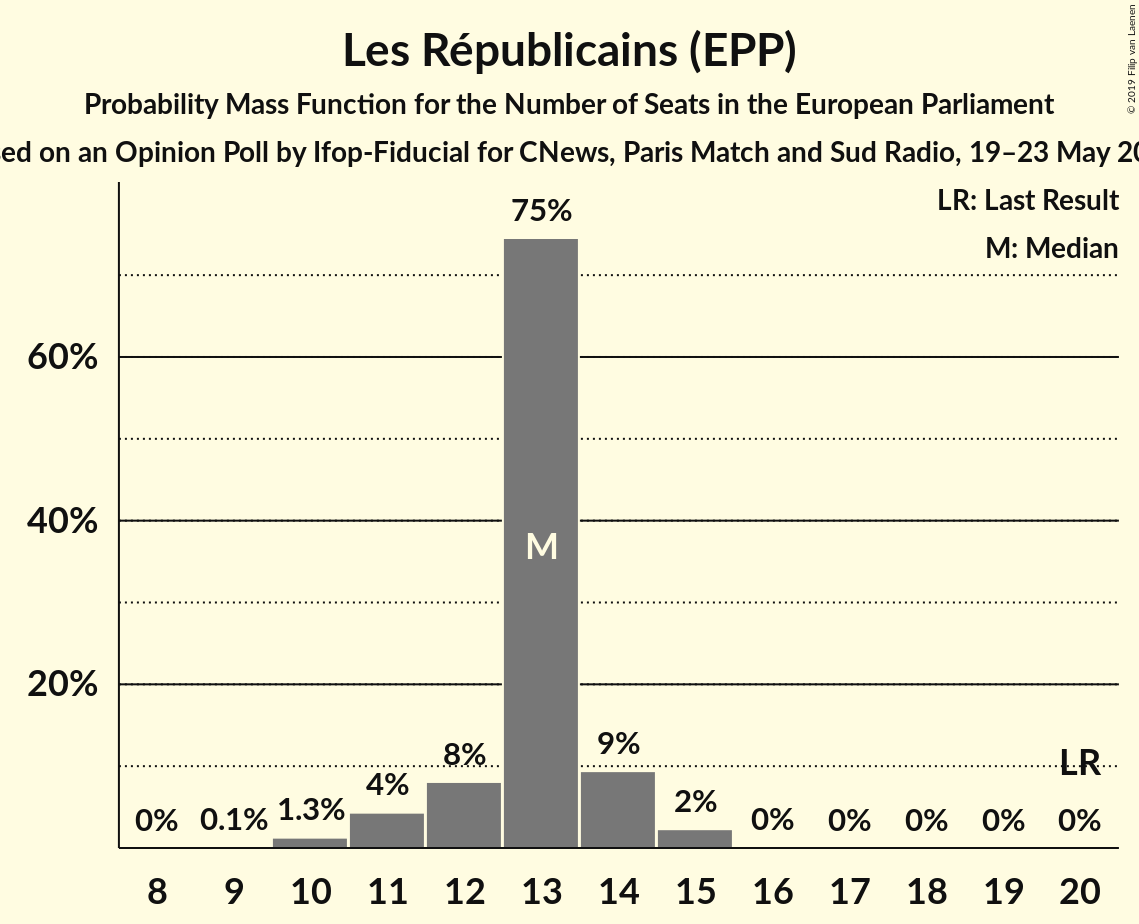 Les Républicains (EPP)
Probability Mass Function for the Number of Seats in the European Parliament
on an Opinion Poll by Ifop-Fiducial for CNews, Paris Match and Sud Radio, 19–23 May
© 2019 Filip van Laenen
LR: Last Result
M: Median
75%
60%
40%
M
20%
LR
0% 0.1% 1.3% 4% 8% 9% 2% 0% 0% 0% 0% 0%
8 9 10 11 12 13 14 15 16 17 18 19 20